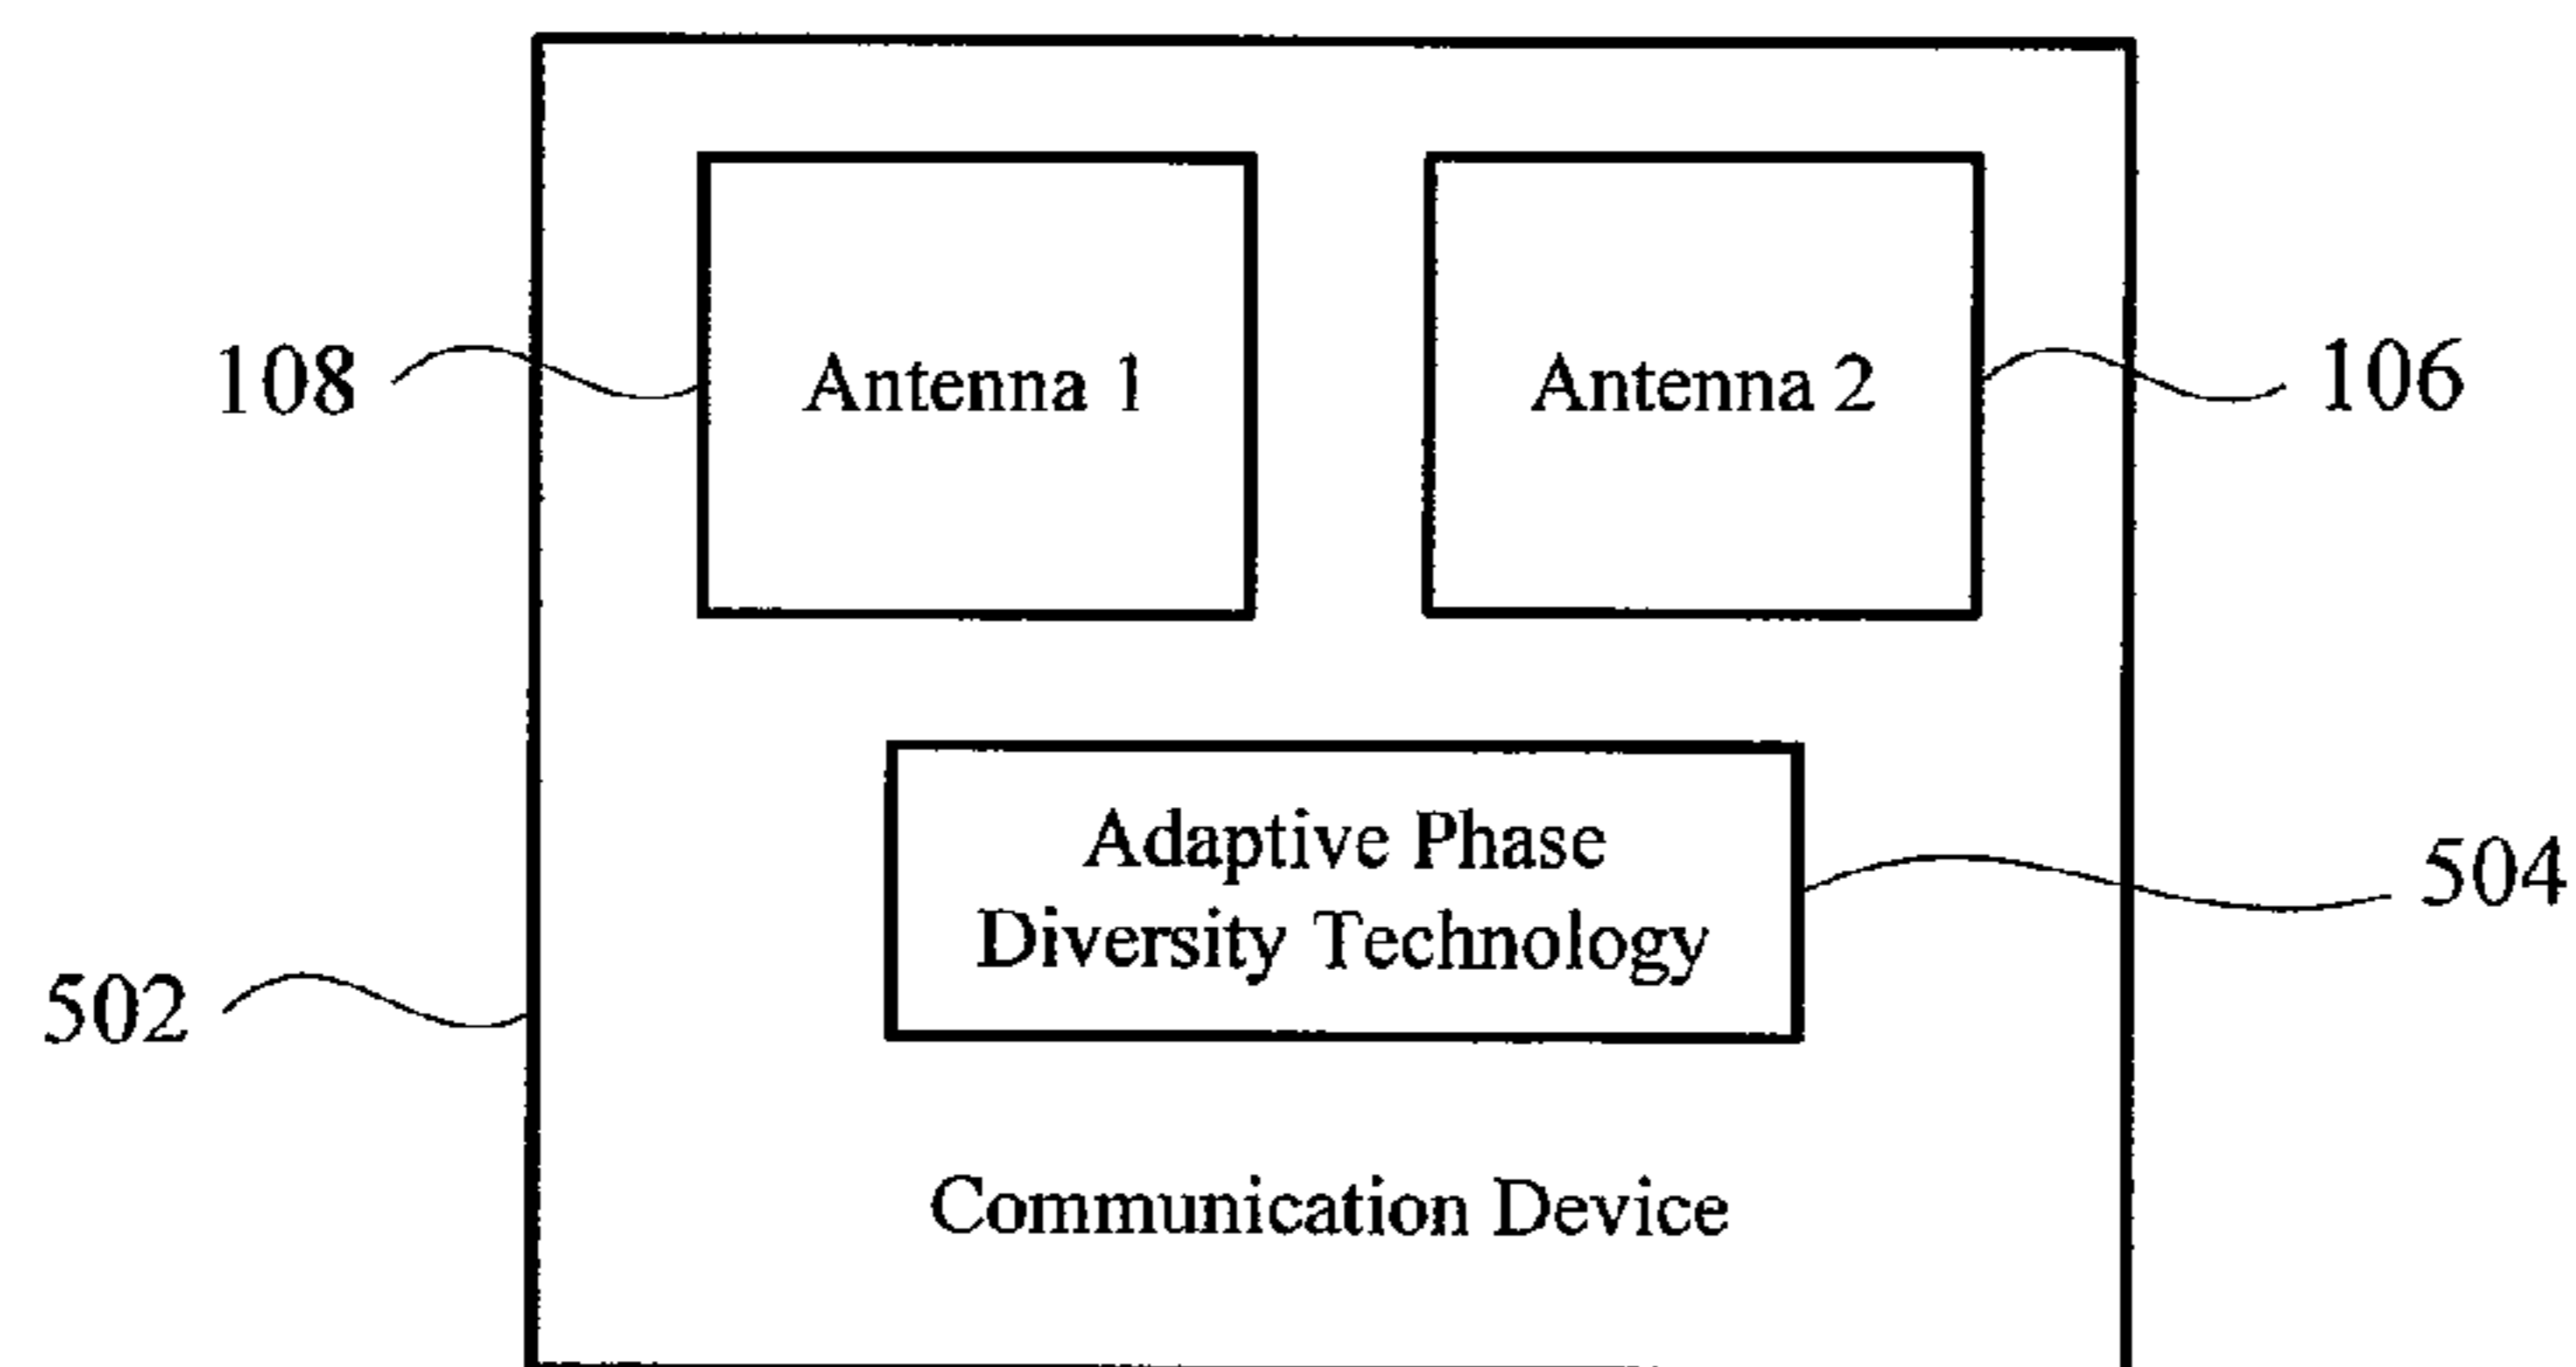 108
Antenna 1
Antenna 2
106
Adaptive Phase
Diversity Technology
504
502
Communication Device